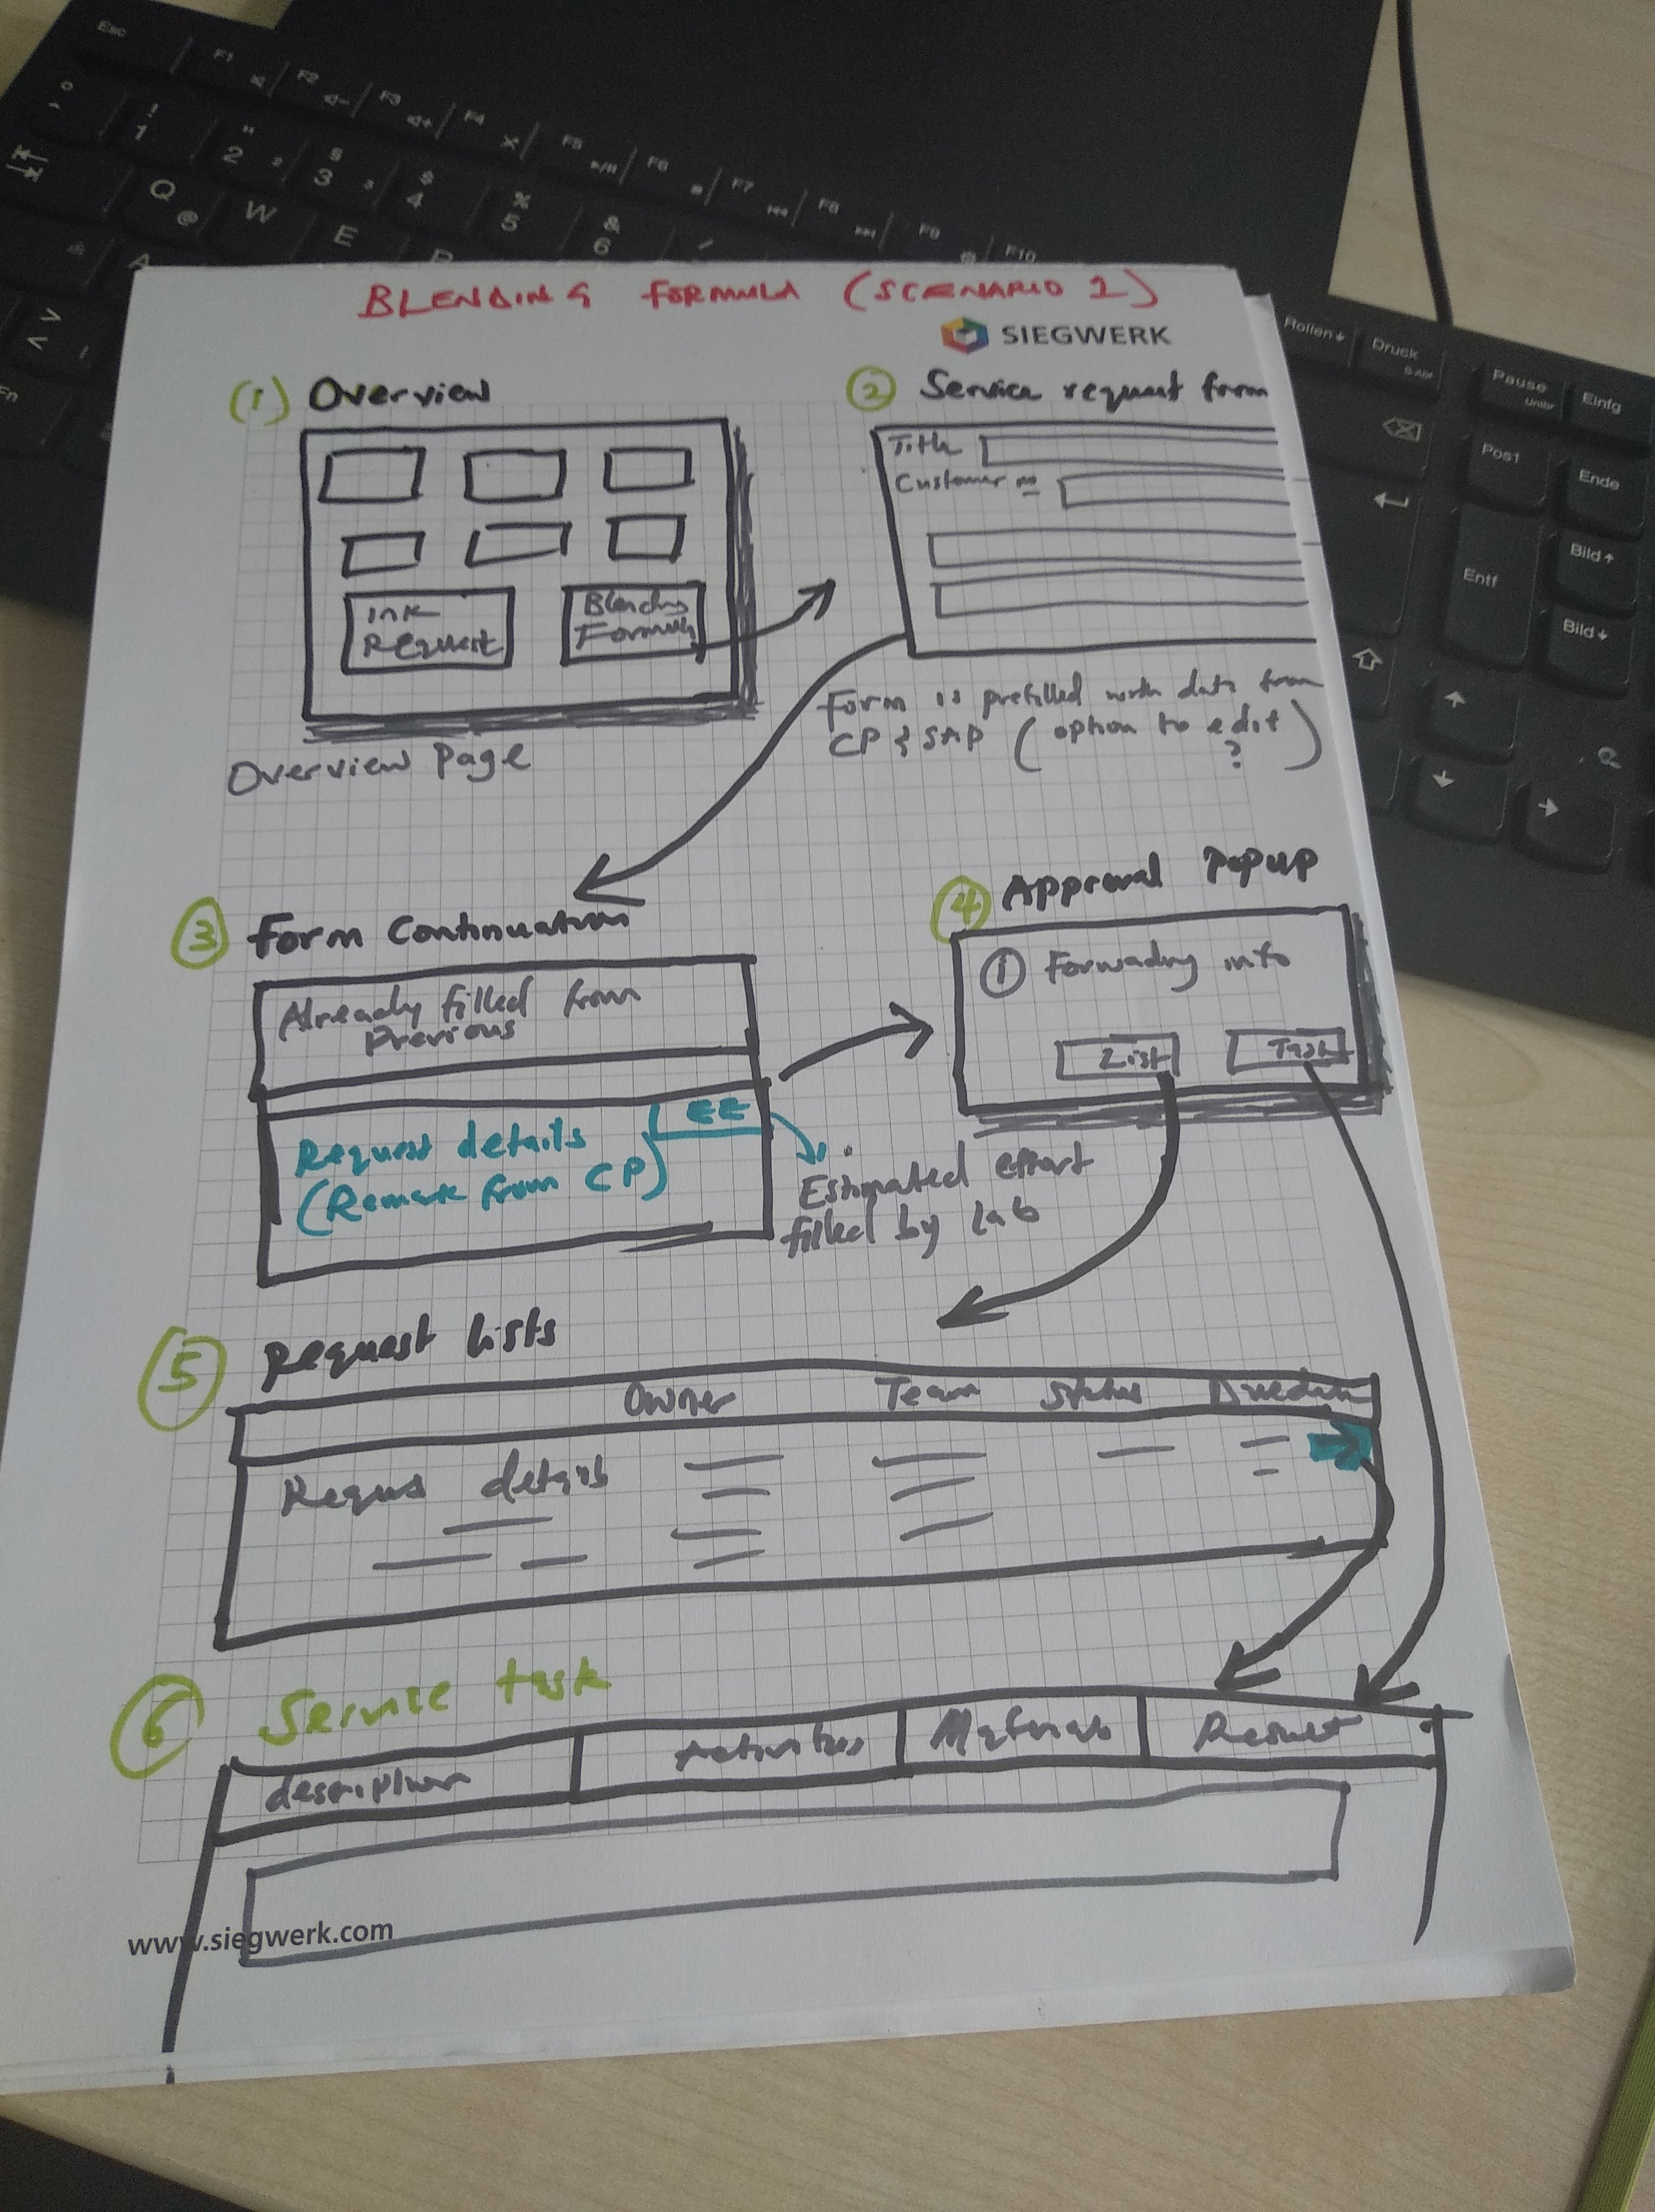 Esc
F1
F2
F3
F4
F5
F6
F7
F8
F9
F10
!
1
"
2
§
3
$
4
%
5
&
6
/
Q
@
W
E
R
A
>
<
|
Fn
Rollen
Druck
S-Abf
Pause
Untbr
Einfg
Pos1
Ende
Entf
Bild
Bild
BLENDING FORMULA (SCENARIO 1)
SIEGWERK
(1) Overview
Ink
Request
Blending
Formula
Overview Page
2 Service request form
Title
Customer no
Form is prefilled with data from
CP & SAP (option to edit
?)
3 Form Continuation
Already filled from
Previous
Request details
(Remark from CP)
EE
Estimated effort
filled by lab
4 Approval Popup
i Forwading info
List
Task
5 Request lists
Owner Team Status Duedate
Reques details
6 Service task
description Activities Materials Result
www.siegwerk.com